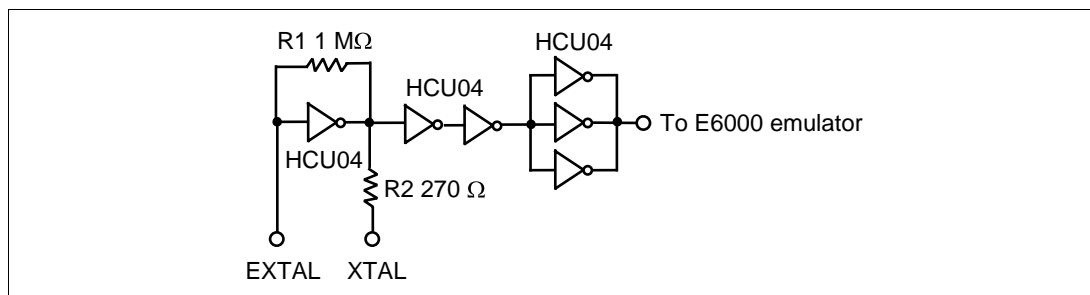 R1 1 MΩ
HCU04
HCU04
HCU04
To E6000 emulator
R2 270 Ω
EXTAL
XTAL